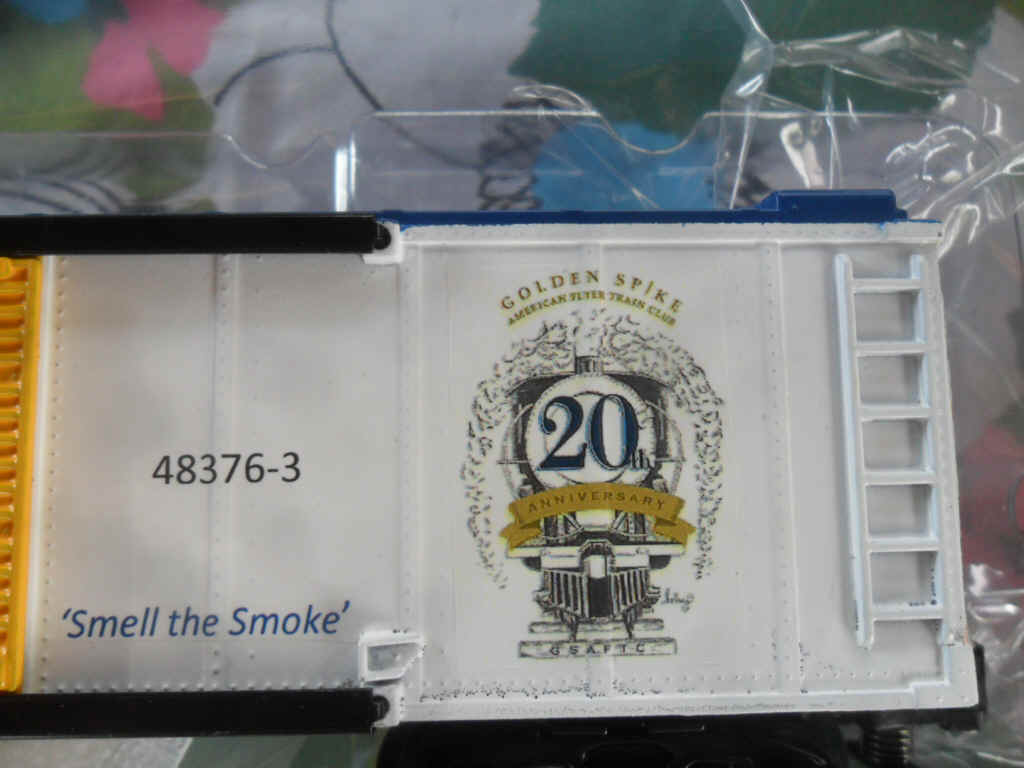 GOLDEN SPIKE
AMERICAN FLYER TRAIN CLUB
20th
ANNIVERSARY
GSAFTC
48376-3
'Smell the Smoke'